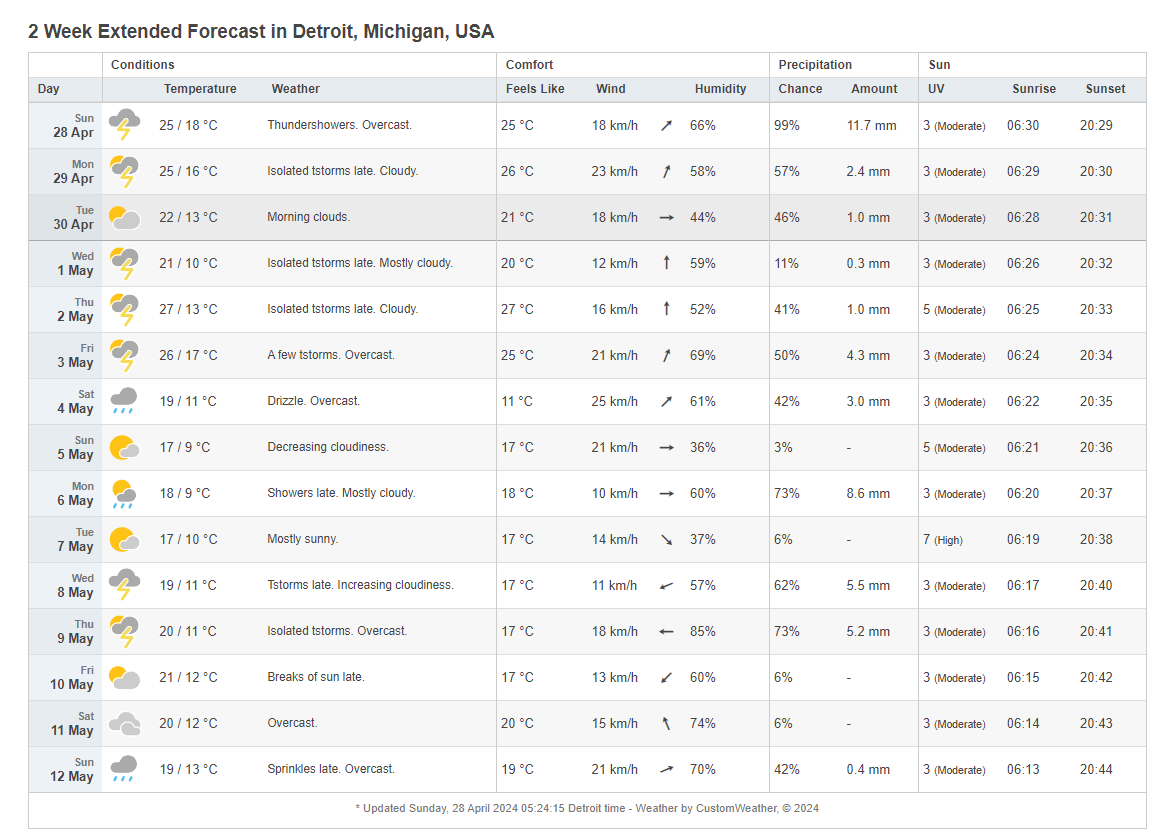 2 Week Extended Forecast in Detroit, Michigan, USA
Conditions Comfort Precipitation Sun
Day Temperature Weather Feels Like Wind Humidity Chance Amount UV Sunrise Sunset
Sun
28 Apr 25 / 18 °C Thundershowers. Overcast. 25 °C 18 km/h 66% 99% 11.7 mm 3 (Moderate) 06:30 20:29
Mon
29 Apr 25 / 16 °C Isolated tstorms late. Cloudy. 26 °C 23 km/h 58% 57% 2.4 mm 3 (Moderate) 06:29 20:30
Tue
30 Apr 22 / 13 °C Morning clouds. 21 °C 18 km/h 44% 46% 1.0 mm 3 (Moderate) 06:28 20:31
Wed
1 May 21 / 10 °C Isolated tstorms late. Mostly cloudy. 20 °C 12 km/h 59% 11% 0.3 mm 3 (Moderate) 06:26 20:32
Thu
2 May 27 / 13 °C Isolated tstorms late. Cloudy. 27 °C 16 km/h 52% 41% 1.0 mm 5 (Moderate) 06:25 20:33
Fri
3 May 26 / 17 °C A few tstorms. Overcast. 25 °C 21 km/h 69% 50% 4.3 mm 3 (Moderate) 06:24 20:34
Sat
4 May 19 / 11 °C Drizzle. Overcast. 11 °C 25 km/h 61% 42% 3.0 mm 3 (Moderate) 06:22 20:35
Sun
5 May 17 / 9 °C Decreasing cloudiness. 17 °C 21 km/h 36% 3% - 5 (Moderate) 06:21 20:36
Mon
6 May 18 / 9 °C Showers late. Mostly cloudy. 18 °C 10 km/h 60% 73% 8.6 mm 3 (Moderate) 06:20 20:37
Tue
7 May 17 / 10 °C Mostly sunny. 17 °C 14 km/h 37% 6% - 7 (High) 06:19 20:38
Wed
8 May 19 / 11 °C Tstorms late. Increasing cloudiness. 17 °C 11 km/h 57% 62% 5.5 mm 3 (Moderate) 06:17 20:40
Thu
9 May 20 / 11 °C Isolated tstorms. Overcast. 17 °C 18 km/h 85% 73% 5.2 mm 3 (Moderate) 06:16 20:41
Fri
10 May 21 / 12 °C Breaks of sun late. 17 °C 13 km/h 60% 6% - 3 (Moderate) 06:15 20:42
Sat
11 May 20 / 12 °C Overcast. 20 °C 15 km/h 74% 6% - 3 (Moderate) 06:14 20:43
Sun
12 May 19 / 13 °C Sprinkles late. Overcast. 19 °C 21 km/h 70% 42% 0.4 mm 3 (Moderate) 06:13 20:44
* Updated Sunday, 28 April 2024 05:24:15 Detroit time - Weather by CustomWeather, © 2024